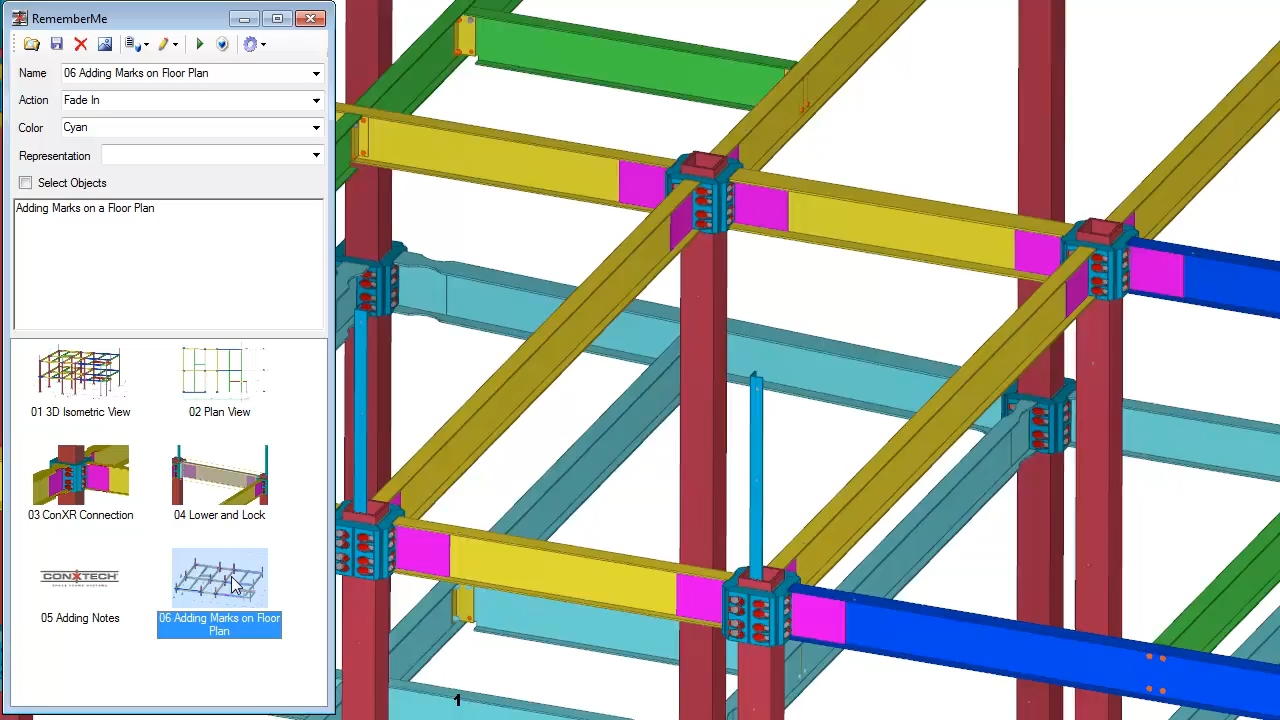 RememberMe
Name
06 Adding Marks on Floor Plan
Action
Fade In
Color
Cyan
Representation
Select Objects
Adding Marks on a Floor Plan
01 3D Isometric View
02 Plan View
03 ConXR Connection
04 Lower and Lock
CONXTECH
05 Adding Notes
06 Adding Marks on Floor
Plan
1